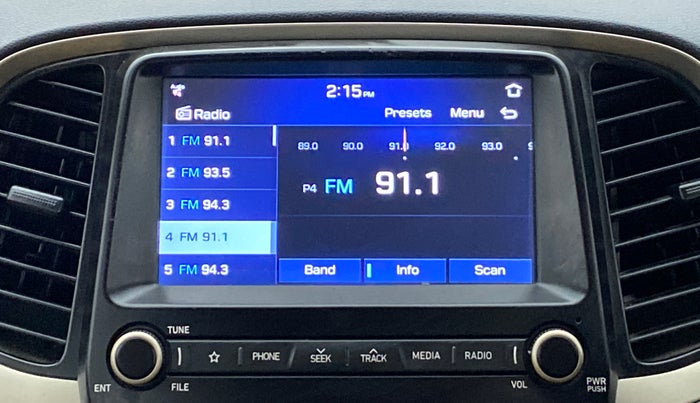 2:15 PM
Radio Presets Menu
1 FM 91.1
2 FM 93.5
3 FM 94.3
4 FM 91.1
5 FM 94.3
89.0 90.0 91.0 92.0 93.0
P4 FM 91.1
Band Info Scan
TUNE
PHONE SEEK TRACK MEDIA RADIO
ENT FILE VOL PWR
PUSH